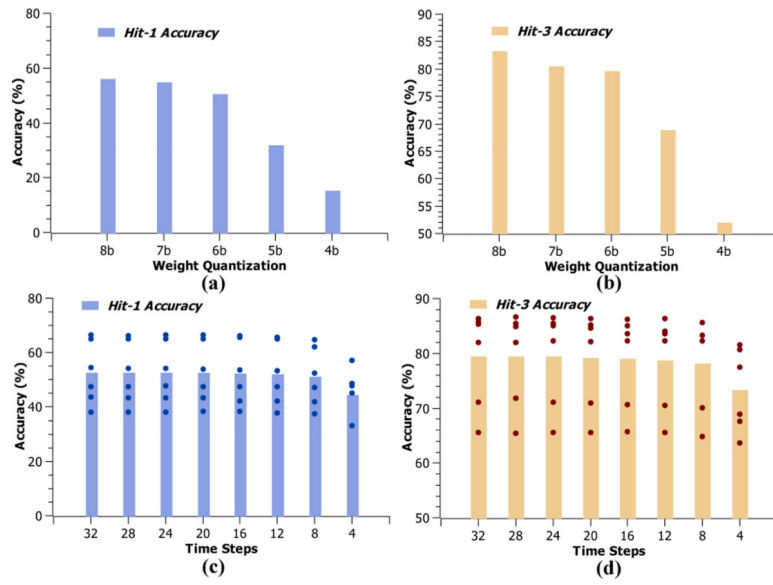 80
60
40
20
0
Accuracy (%)
Hit-1 Accuracy
8b 7b 6b 5b 4b
Weight Quantization
(a)
90
85
80
75
70
65
60
55
50
Accuracy (%)
Hit-3 Accuracy
8b 7b 6b 5b 4b
Weight Quantization
(b)
80
60
40
20
0
Accuracy (%)
Hit-1 Accuracy
32 28 24 20 16 12 8 4
Time Steps
(c)
90
80
70
60
50
Accuracy (%)
Hit-3 Accuracy
32 28 24 20 16 12 8 4
Time Steps
(d)